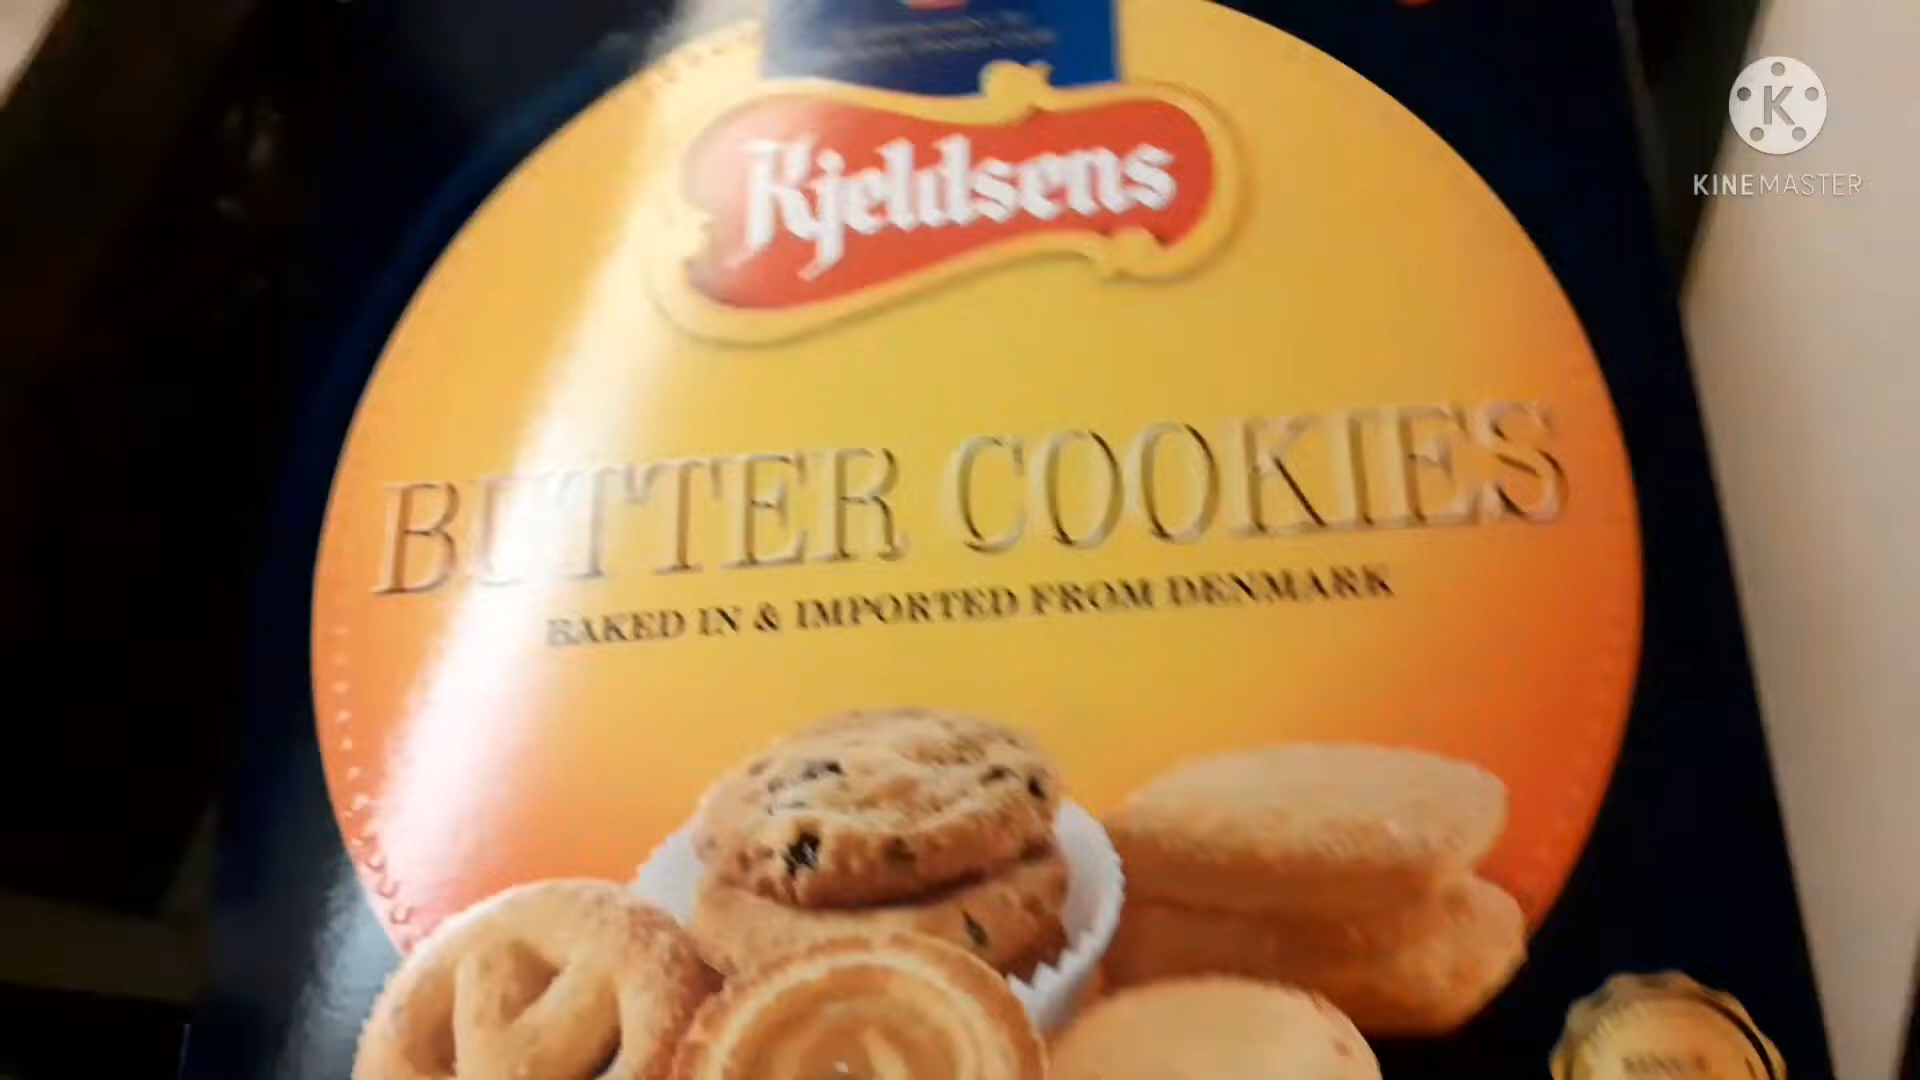 Kjeldsens
KINEMASTER
BUTTER COOKIES
BAKED IN & IMPORTED FROM DENMARK